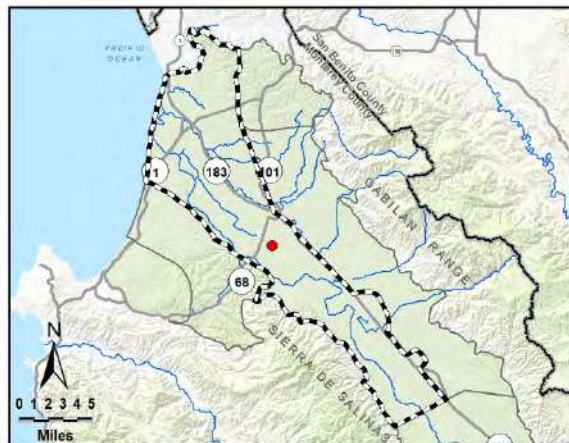 PACIFIC
OCEAN
1
156
San Benito County
Monterey County
1
183
101
GABILAN RANGE
68
SIERRA DE SALINAS
N
0 1 2 3 4 5
Miles